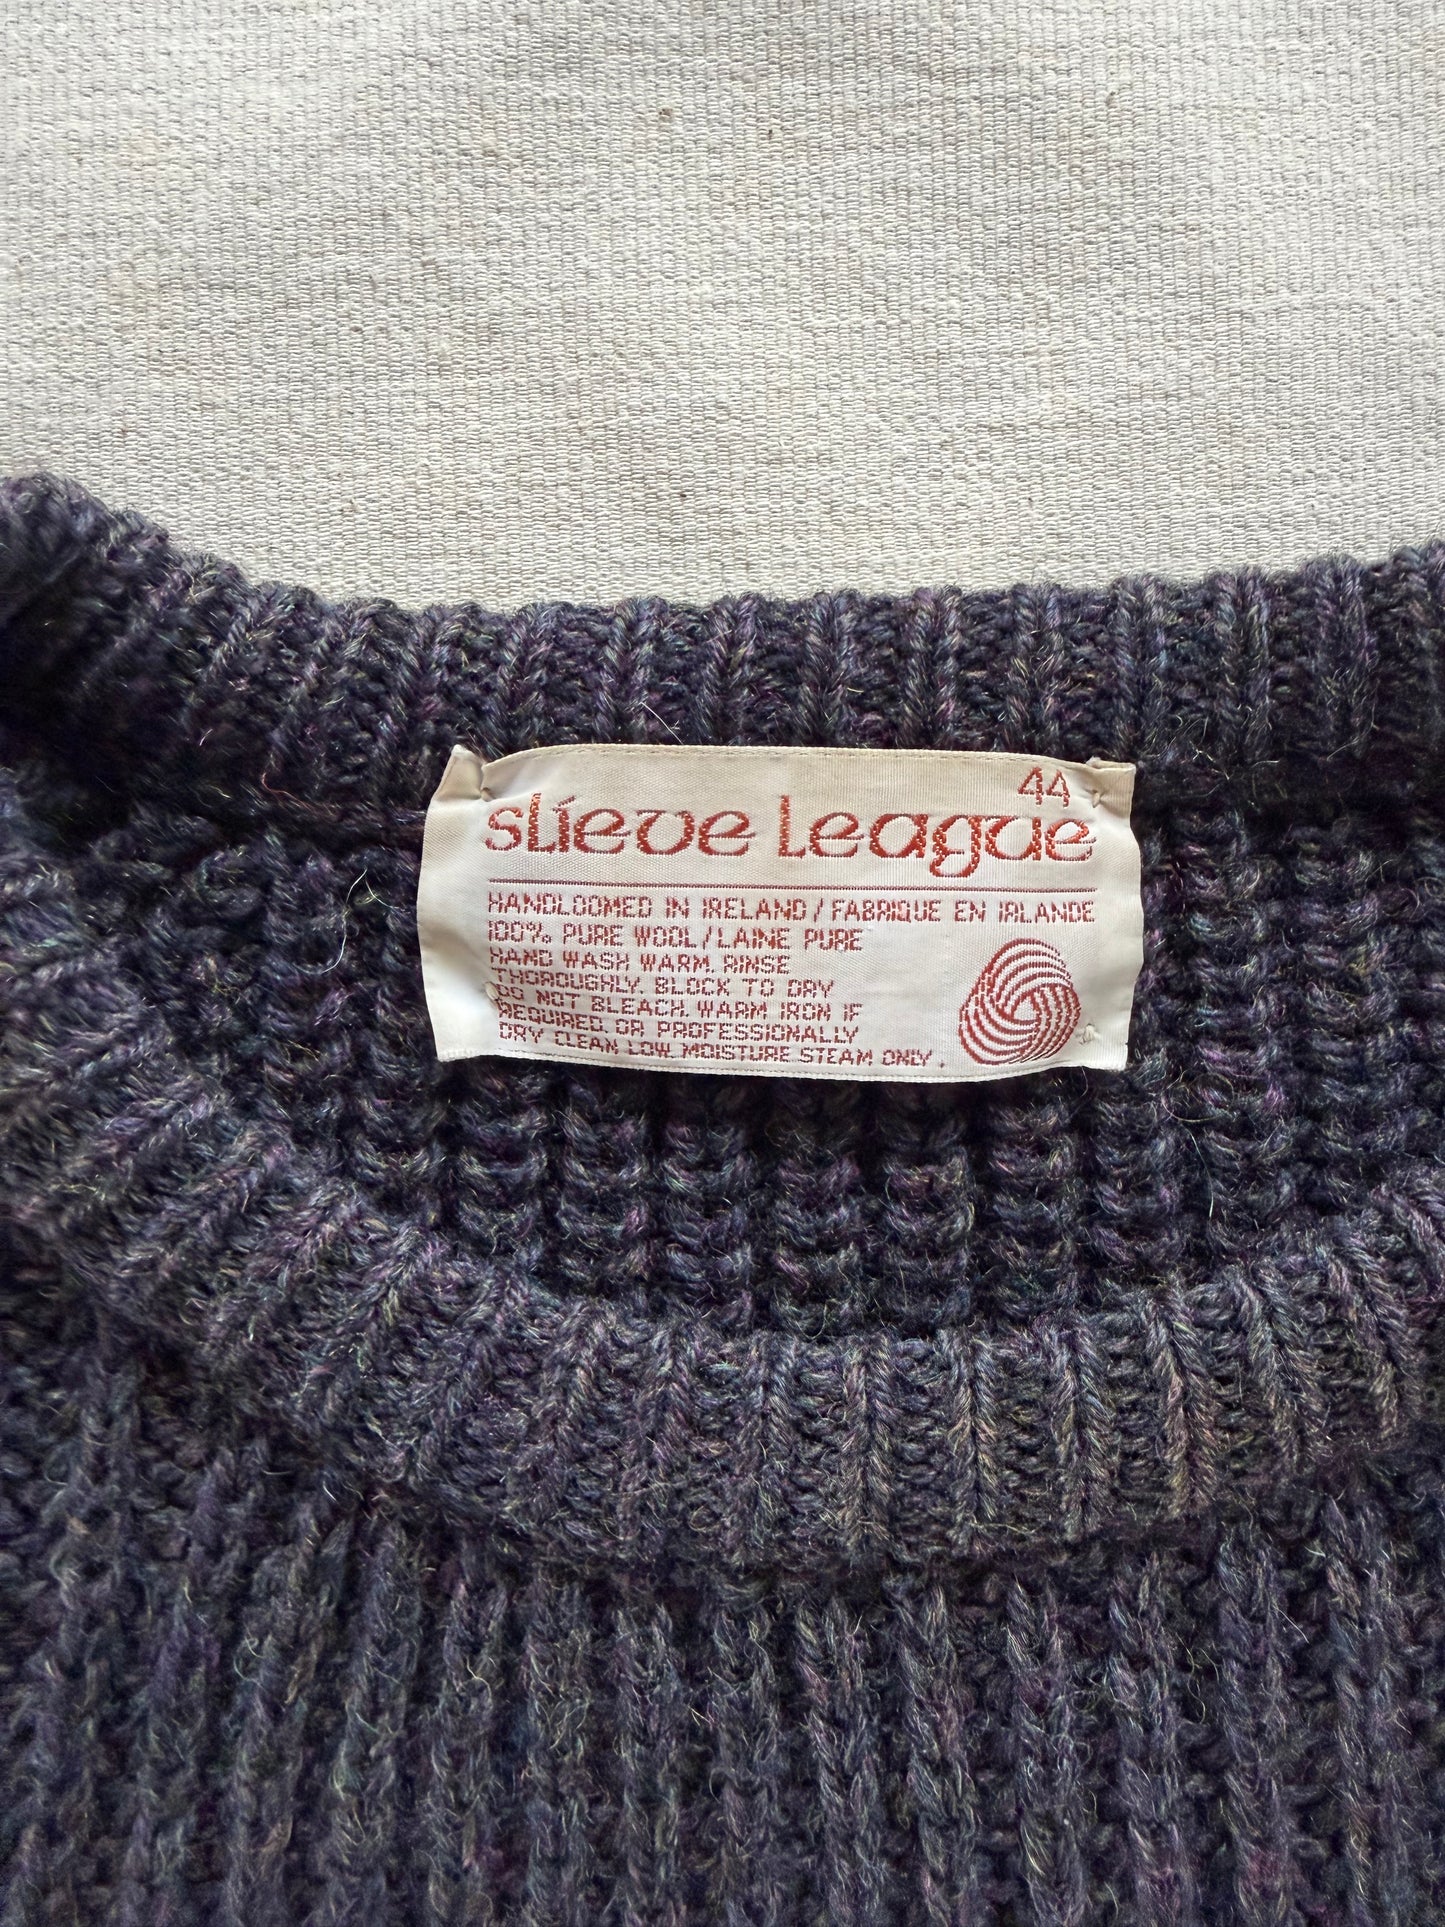 44
slieve league
HANDLOOMED IN IRELAND / FABRIQUE EN IRLANDE
100% PURE WOOL / LAINE PURE
HAND WASH WARM. RINSE
THOROUGHLY. BLOCK TO DRY
DO NOT BLEACH. WARM IRON IF
REQUIRED. OR PROFESSIONALLY
DRY CLEAN LOW. MOISTURE STEAM ONLY.